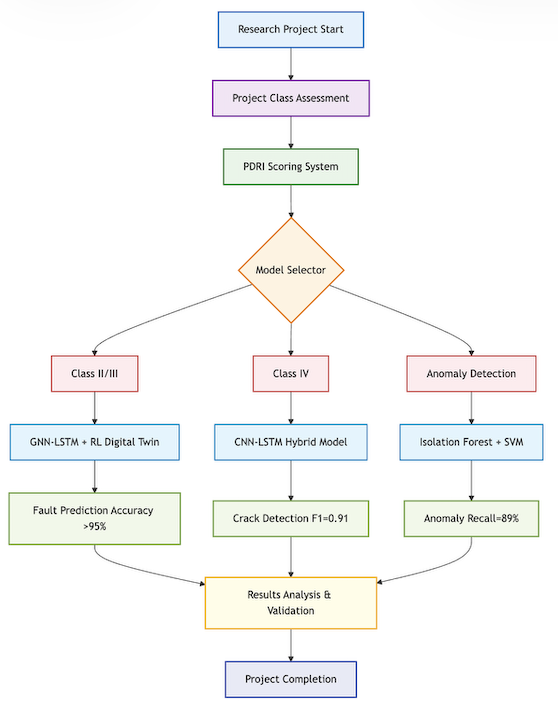 Research Project Start
Project Class Assessment
PDRI Scoring System
Model Selector
Class II/III
Class IV
Anomaly Detection
GNN-LSTM + RL Digital Twin
CNN-LSTM Hybrid Model
Isolation Forest + SVM
Fault Prediction Accuracy
>95%
Crack Detection F1=0.91
Anomaly Recall=89%
Results Analysis &
Validation
Project Completion